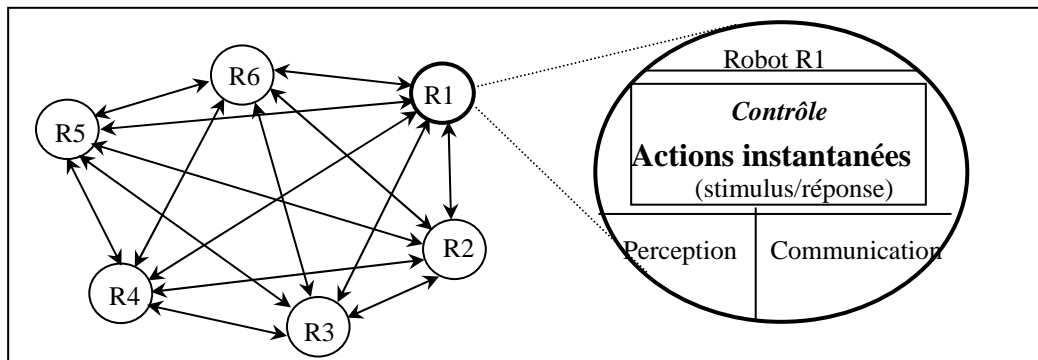 R6
R1
R5
R2
R4
R3
Robot R1
Contrôle
Actions instantanées
(stimulus/réponse)
Perception
Communication